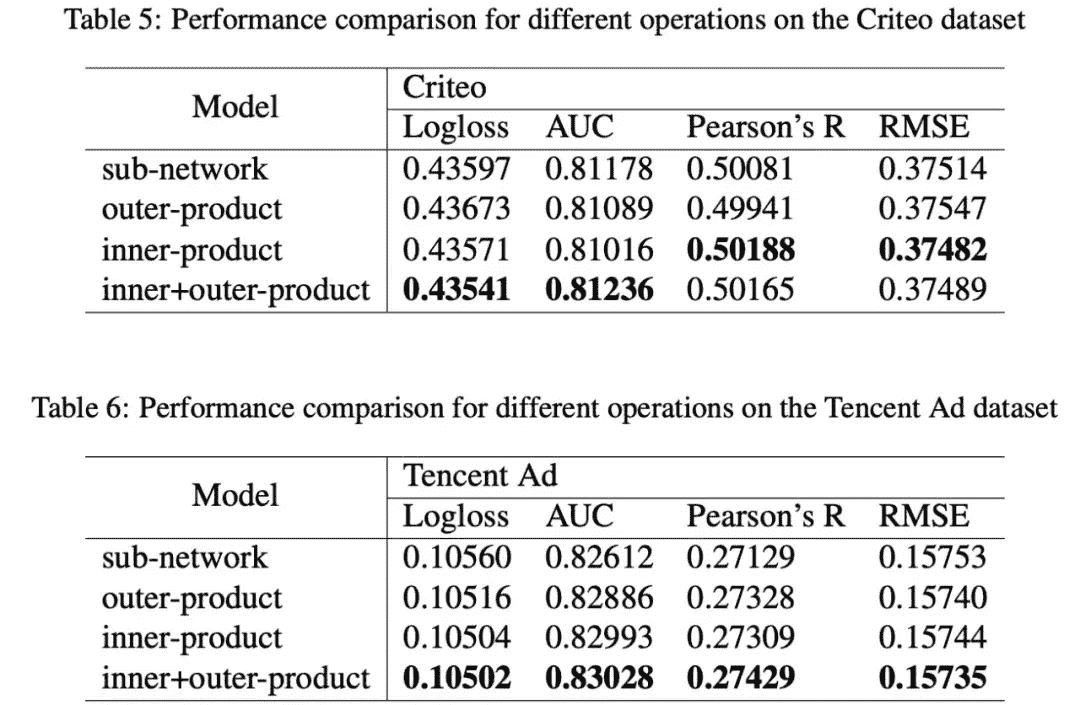 Table 5: Performance comparison for different operations on the Criteo dataset
Model
Criteo
Logloss AUC Pearson's R RMSE
sub-network 0.43597 0.81178 0.50081 0.37514
outer-product 0.43673 0.81089 0.49941 0.37547
inner-product 0.43571 0.81016 0.50188 0.37482
inner+outer-product 0.43541 0.81236 0.50165 0.37489
Table 6: Performance comparison for different operations on the Tencent Ad dataset
Model
Tencent Ad
Logloss AUC Pearson's R RMSE
sub-network 0.10560 0.82612 0.27129 0.15753
outer-product 0.10516 0.82886 0.27328 0.15740
inner-product 0.10504 0.82993 0.27309 0.15744
inner+outer-product 0.10502 0.83028 0.27429 0.15735